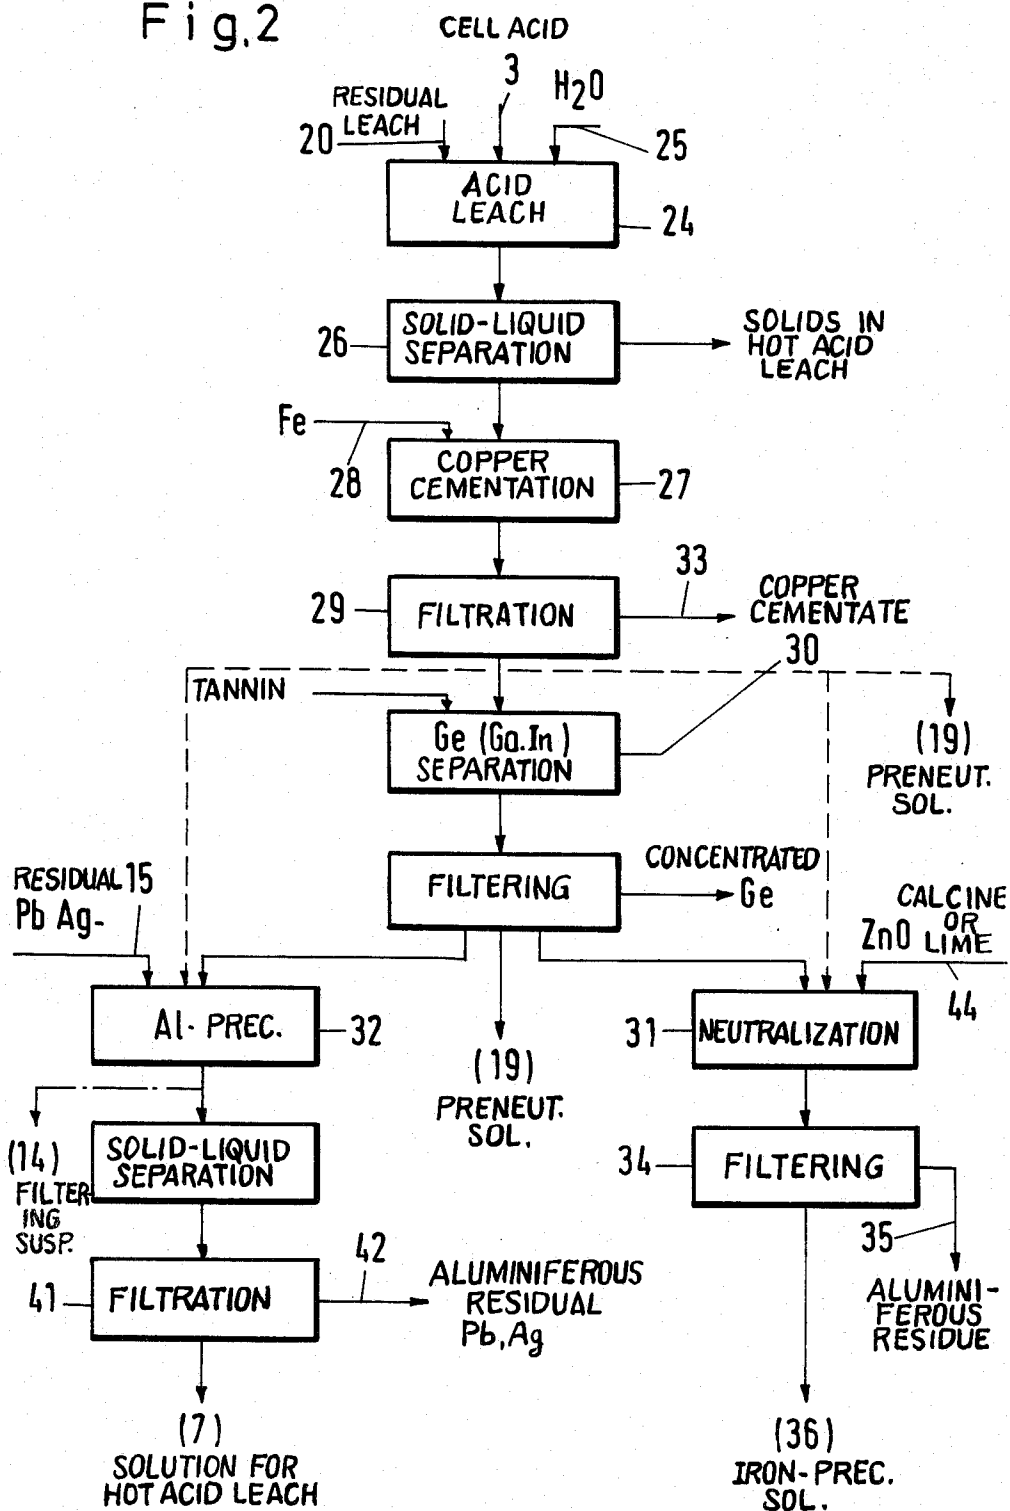 Fig.2
CELL ACID
3
H2O
RESIDUAL
LEACH
20
25
ACID
LEACH
24
26
SOLID-LIQUID
SEPARATION
SOLIDS IN
HOT ACID
LEACH
Fe
28
COPPER
CEMENTATION
27
29
FILTRATION
33
COPPER
CEMENTATE
30
TANNIN
Ge (Ga.In)
SEPARATION
(19)
PRENEUT.
SOL.
FILTERING
CONCENTRATED
Ge
RESIDUAL 15
Pb Ag-
CALCINE
OR
ZnO LIME
44
Al- PREC.
32
31
NEUTRALIZATION
(19)
PRENEUT.
SOL.
(14)
FILTER-
ING
SUSP.
SOLID-LIQUID
SEPARATION
34
FILTERING
35
ALUMINI-
FEROUS
RESIDUE
41
FILTRATION
42
ALUMINIFEROUS
RESIDUAL
Pb,Ag
(7)
SOLUTION FOR
HOT ACID LEACH
(36)
IRON-PREC.
SOL.